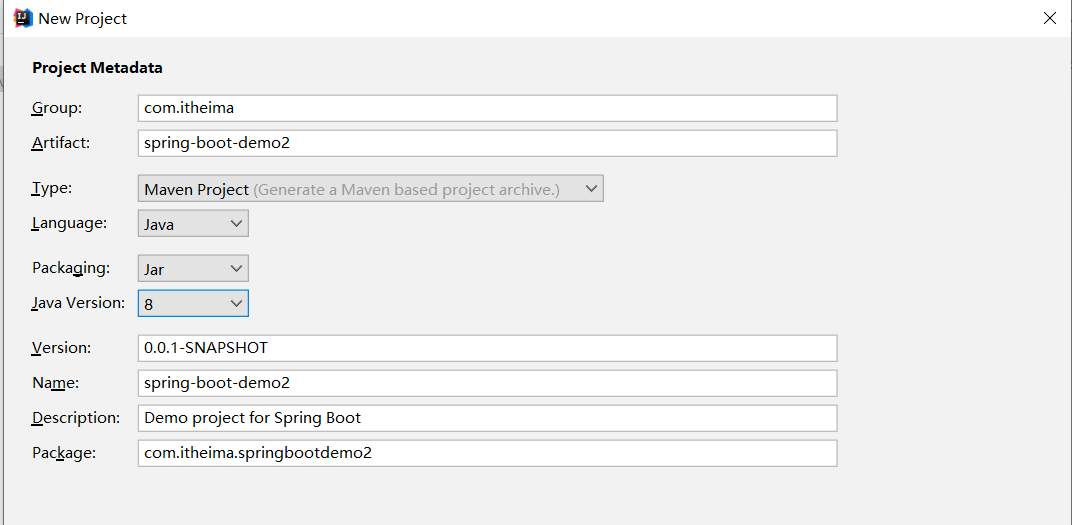 New Project
Project Metadata
Group: com.itheima
Artifact: spring-boot-demo2
Type: Maven Project (Generate a Maven based project archive.)
Language: Java
Packaging: Jar
Java Version: 8
Version: 0.0.1-SNAPSHOT
Name: spring-boot-demo2
Description: Demo project for Spring Boot
Package: com.itheima.springbootdemo2